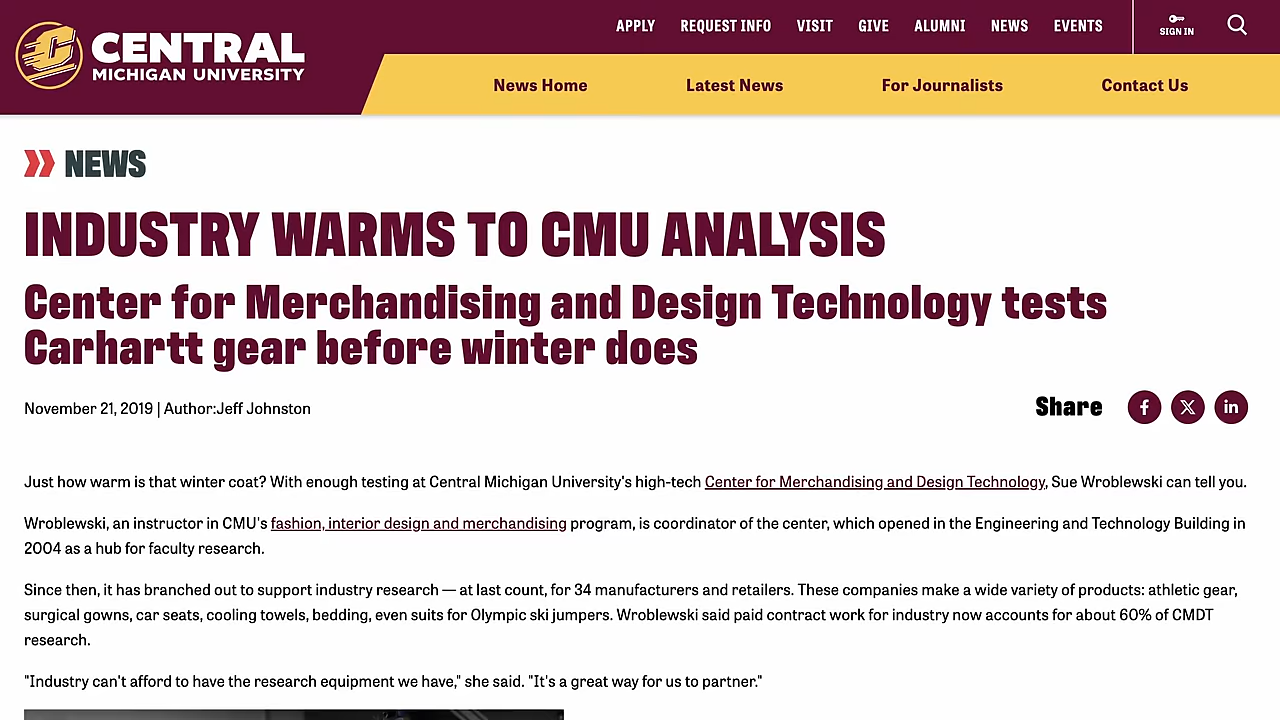 APPLY REQUEST INFO VISIT GIVE ALUMNI NEWS EVENTS
SIGN IN
C
CENTRAL
MICHIGAN UNIVERSITY
News Home Latest News For Journalists Contact Us
NEWS
INDUSTRY WARMS TO CMU ANALYSIS
Center for Merchandising and Design Technology tests
Carhartt gear before winter does
November 21, 2019 | Author:Jeff Johnston
Share
Just how warm is that winter coat? With enough testing at Central Michigan University's high-tech Center for Merchandising and Design Technology, Sue Wroblewski can tell you.
Wroblewski, an instructor in CMU's fashion, interior design and merchandising program, is coordinator of the center, which opened in the Engineering and Technology Building in
2004 as a hub for faculty research.
Since then, it has branched out to support industry research — at last count, for 34 manufacturers and retailers. These companies make a wide variety of products: athletic gear,
surgical gowns, car seats, cooling towels, bedding, even suits for Olympic ski jumpers. Wroblewski said paid contract work for industry now accounts for about 60% of CMDT
research.
"Industry can't afford to have the research equipment we have," she said. "It's a great way for us to partner."